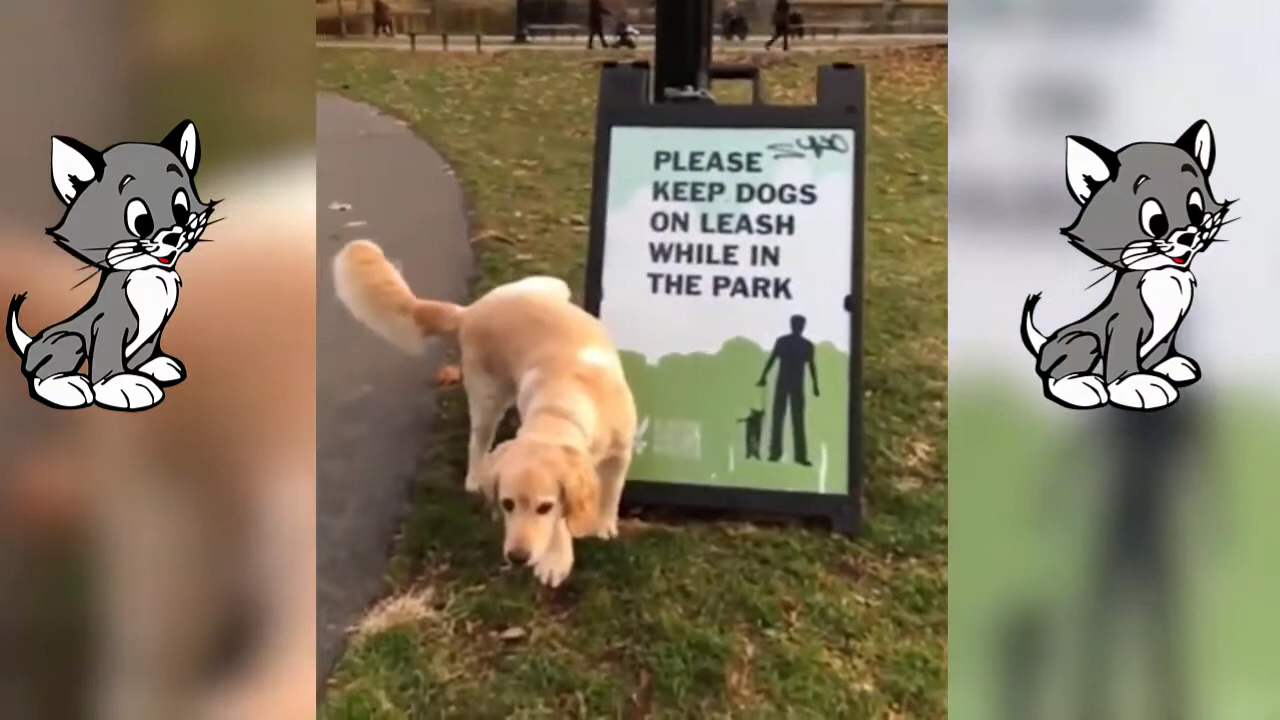 PLEASE
KEEP DOGS
ON LEASH
WHILE IN
THE PARK